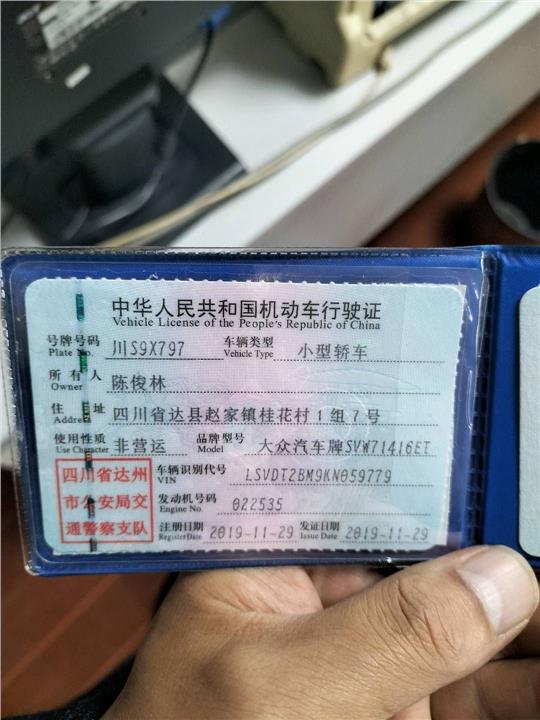 中华人民共和国机动车行驶证
Vehicle License of the People's Republic of China
号牌号码 川S9X797 车辆类型 小型轿车
Plate No. Vehicle Type
所有人 陈俊林
Owner
住址 四川省达县赵家镇桂花村1组7号
Address
使用性质 非营运 品牌型号 大众汽车牌SVW71416ET
Use Character Model
四川省达州
市公安局交
通警察支队
车辆识别代号 LSVDT2BM9KN059779
VIN
发动机号码 022535
Engine No.
注册日期 2019-11-29 发证日期 2019-11-29
Register Date Issue Date